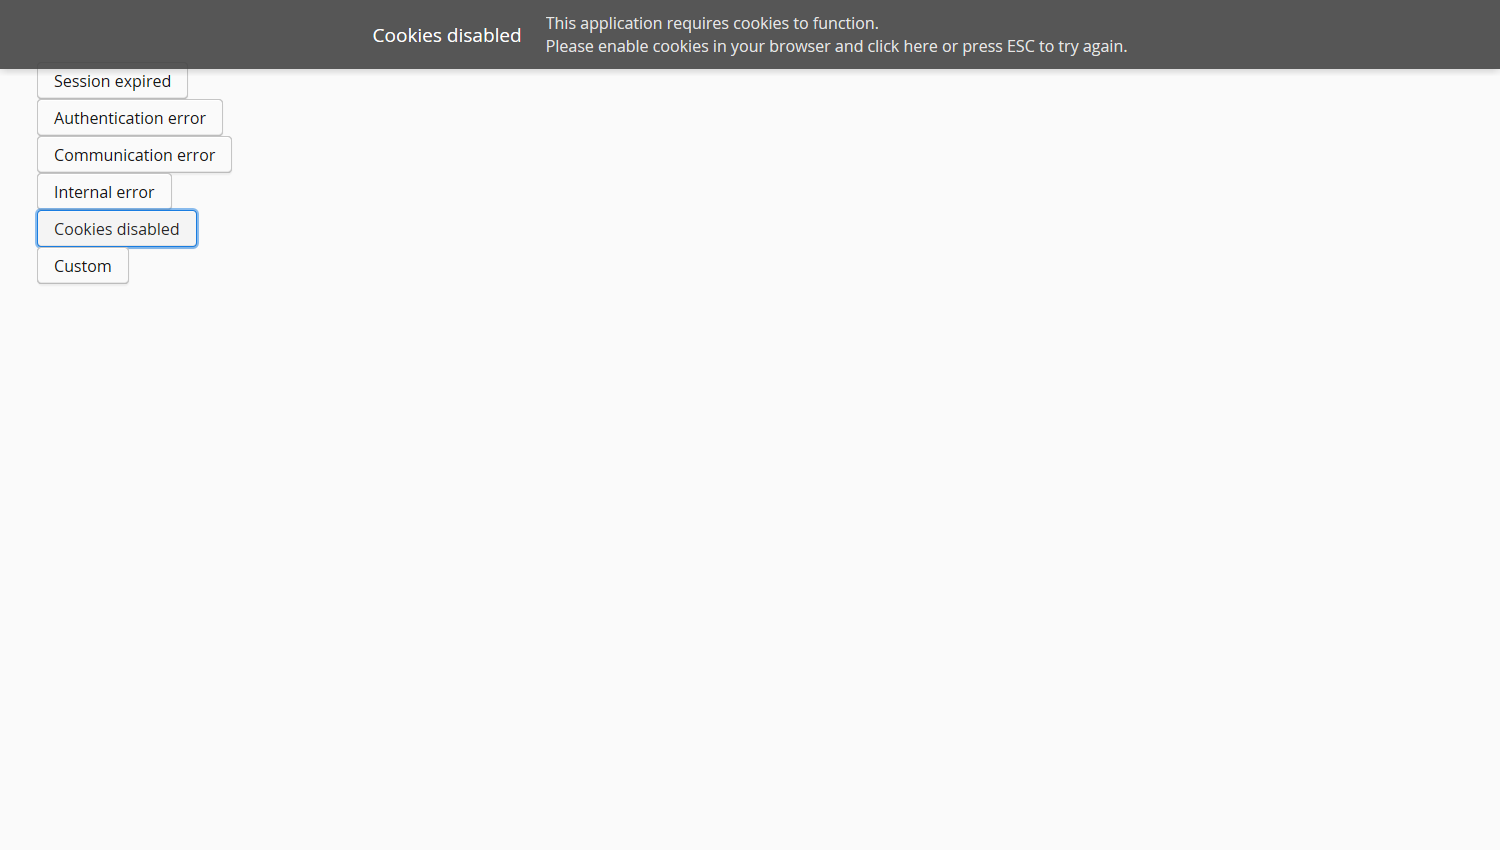 Cookies disabled
This application requires cookies to function.
Please enable cookies in your browser and click here or press ESC to try again.
Session expired
Authentication error
Communication error
Internal error
Cookies disabled
Custom